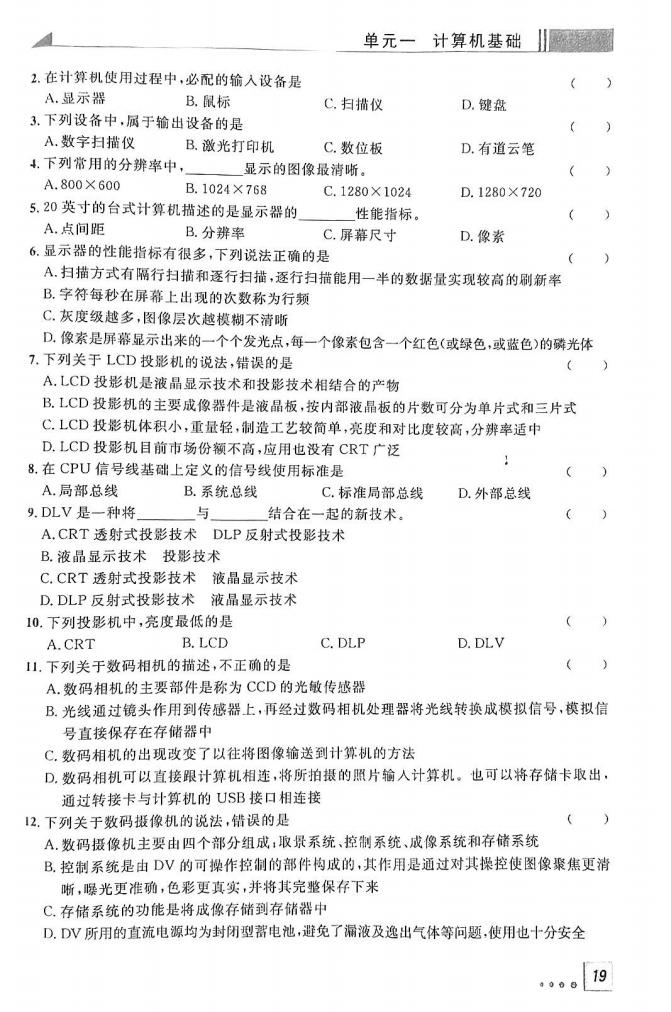 单元一 计算机基础
2. 在计算机使用过程中,必配的输入设备是 ( )
A. 显示器 B. 鼠标 C. 扫描仪 D. 键盘
3. 下列设备中,属于输出设备的是 ( )
A. 数字扫描仪 B. 激光打印机 C. 数位板 D. 有道云笔
4. 下列常用的分辨率中,______显示的图像最清晰。 ( )
A. 800×600 B. 1024×768 C. 1280×1024 D. 1280×720
5. 20 英寸的台式计算机描述的是显示器的______性能指标。 ( )
A. 点间距 B. 分辨率 C. 屏幕尺寸 D. 像素
6. 显示器的性能指标有很多,下列说法正确的是 ( )
A. 扫描方式有隔行扫描和逐行扫描,逐行扫描能用一半的数据量实现较高的刷新率
B. 字符每秒在屏幕上出现的次数称为行频
C. 灰度级越多,图像层次越模糊不清晰
D. 像素是屏幕显示出来的一个个发光点,每一个像素包含一个红色(或绿色,或蓝色)的磷光体
7. 下列关于 LCD 投影机的说法,错误的是 ( )
A. LCD 投影机是液晶显示技术和投影技术相结合的产物
B. LCD 投影机的主要成像器件是液晶板,按内部液晶板的片数可分为单片式和三片式
C. LCD 投影机体积小,重量轻,制造工艺较简单,亮度和对比度较高,分辨率适中
D. LCD 投影机目前市场份额不高,应用也没有 CRT 广泛
8. 在 CPU 信号线基础上定义的信号线使用标准是 ( )
A. 局部总线 B. 系统总线 C. 标准局部总线 D. 外部总线
9. DLV 是一种将______与______结合在一起的新技术。 ( )
A. CRT 透射式投影技术 DLP 反射式投影技术
B. 液晶显示技术 投影技术
C. CRT 透射式投影技术 液晶显示技术
D. DLP 反射式投影技术 液晶显示技术
10. 下列投影机中,亮度最低的是 ( )
A. CRT B. LCD C. DLP D. DLV
11. 下列关于数码相机的描述,不正确的是 ( )
A. 数码相机的主要部件是称为 CCD 的光敏传感器
B. 光线通过镜头作用到传感器上,再经过数码相机处理器将光线转换成模拟信号,模拟信
号直接保存在存储器中
C. 数码相机的出现改变了以往将图像输送到计算机的方法
D. 数码相机可以直接跟计算机相连,将所拍摄的照片输入计算机。也可以将存储卡取出,
通过转接卡与计算机的 USB 接口相连接
12. 下列关于数码摄像机的说法,错误的是 ( )
A. 数码摄像机主要由四个部分组成:取景系统、控制系统、成像系统和存储系统
B. 控制系统是由 DV 的可操作控制的部件构成的,其作用是通过对其操控使图像聚焦更清
晰,曝光更准确,色彩更真实,并将其完整保存下来
C. 存储系统的功能是将成像存储到存储器中
D. DV 所用的直流电源均为封闭型蓄电池,避免了漏液及逸出气体等问题,使用也十分安全
19